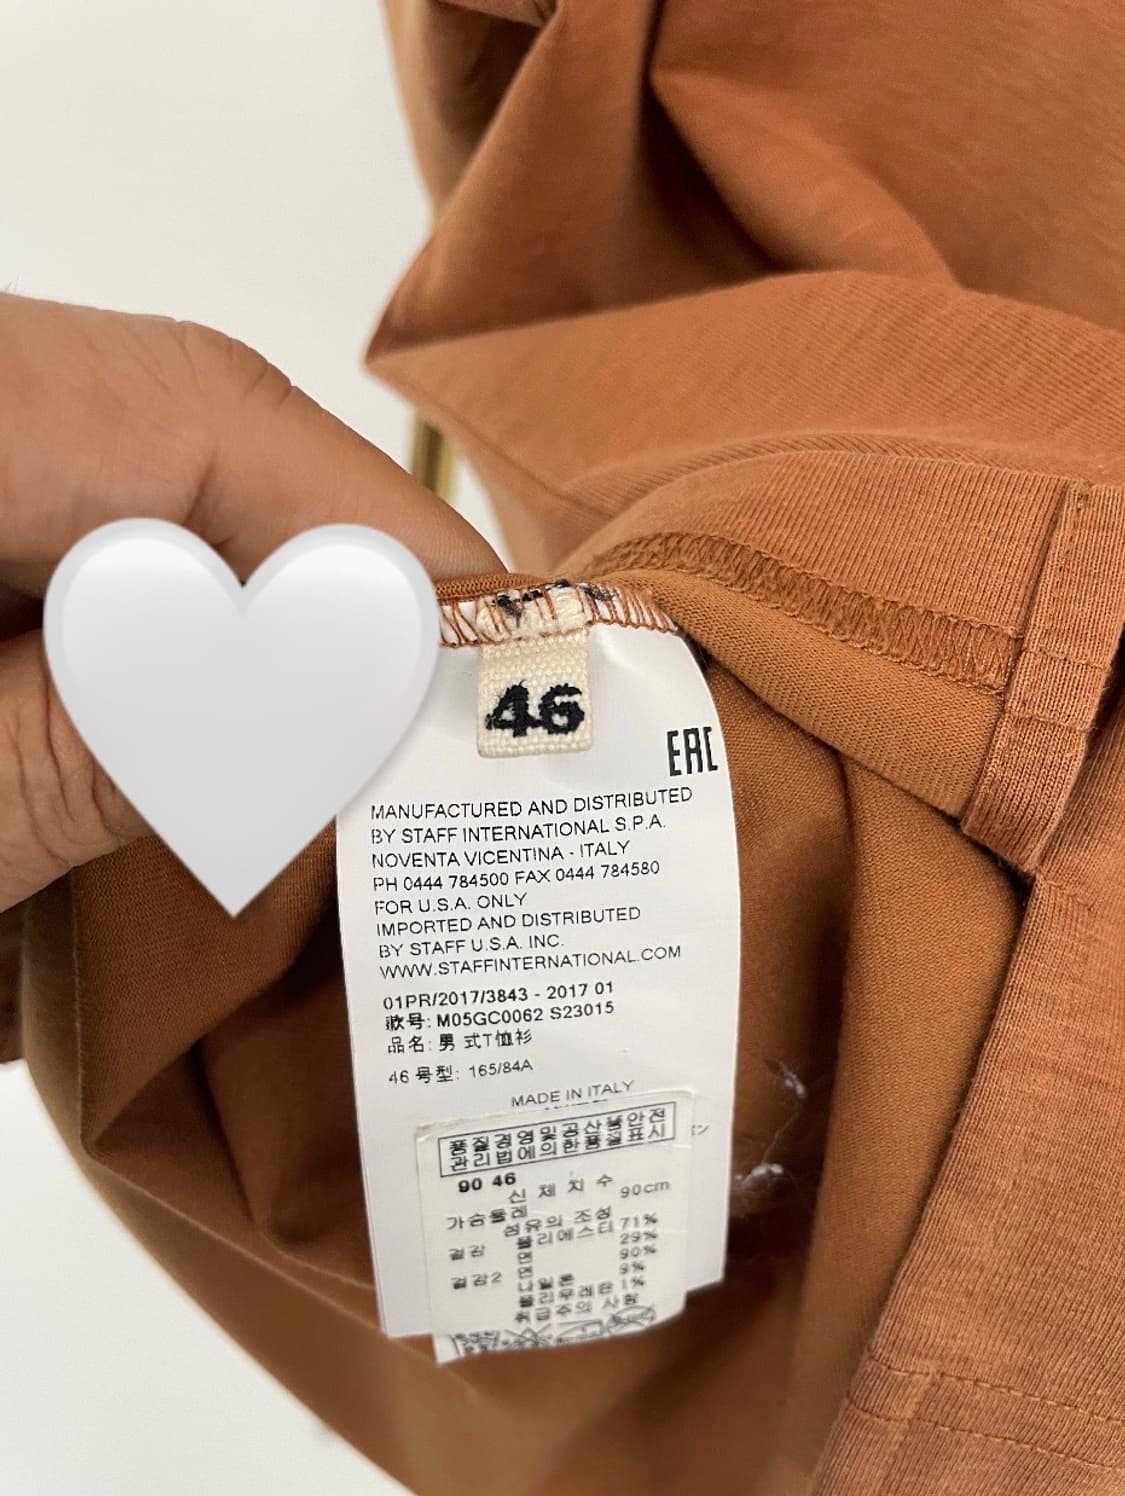 46
EAC
MANUFACTURED AND DISTRIBUTED
BY STAFF INTERNATIONAL S.P.A.
NOVENTA VICENTINA - ITALY
PH 0444 784500 FAX 0444 784580
FOR U.S.A. ONLY
IMPORTED AND DISTRIBUTED
BY STAFF U.S.A. INC.
WWW.STAFFINTERNATIONAL.COM
01PR/2017/3843 - 2017 01
款号: M05GC0062 S23015
品名: 男 式T恤衫
46 号型: 165/84A
MADE IN ITALY
품질경영및공산품안전
관리법에의한품질표시
90 46
신 체 치 수
가슴둘레 90cm
섬유의 조성
겉감 면 71%
폴리에스터 29%
겉감2 면 90%
나일론 9%
폴리우레탄 1%
취급주의 사항